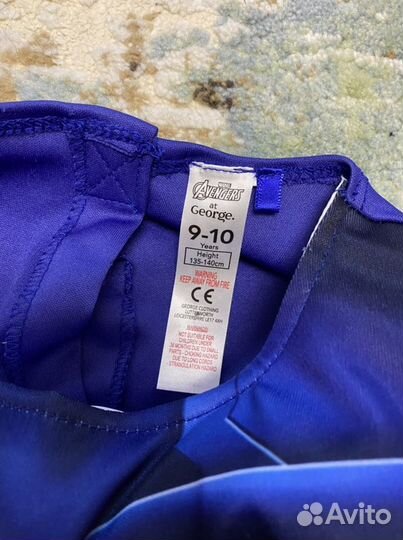 MARVEL
AVENGERS
at
George.
9-10
Years
Height
135-140cm
WARNING
KEEP AWAY FROM FIRE
CE
GEORGE CLOTHING
LUTTERWORTH
LEICESTERSHIRE LE17 4XH
WARNING!
NOT SUITABLE FOR
CHILDREN UNDER
36 MONTHS DUE TO SMALL
PARTS - CHOKING HAZARD
DUE TO LONG CORDS
STRANGULATION HAZARD
Avito